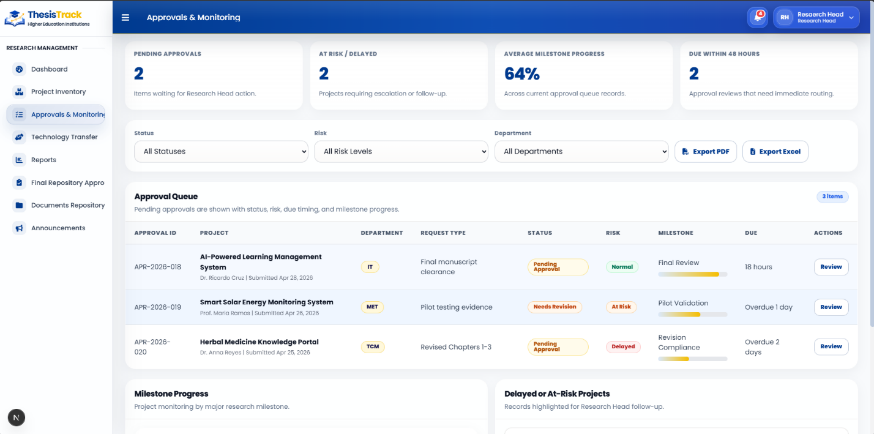 ThesisTrack
Higher Education Institutions
Approvals & Monitoring
4
RH
Research Head
Research Head
RESEARCH MANAGEMENT
Dashboard
Project Inventory
Approvals & Monitorin
Technology Transfer
Reports
Final Repository Appro
Documents Repository
Announcements
N
PENDING APPROVALS
2
Items waiting for Research Head action.
AT RISK / DELAYED
2
Projects requiring escalation or follow-up.
AVERAGE MILESTONE PROGRESS
64%
Across current approval queue records.
DUE WITHIN 48 HOURS
2
Approval reviews that need immediate routing.
Status
All Statuses
Risk
All Risk Levels
Department
All Departments
Export PDF
Export Excel
Approval Queue
Pending approvals are shown with status, risk, due timing, and milestone progress.
3 items
APPROVAL ID PROJECT DEPARTMENT REQUEST TYPE STATUS RISK MILESTONE DUE ACTIONS
APR-2026-018
AI-Powered Learning Management
System
Dr. Ricardo Cruz | Submitted Apr 28, 2026
IT
Final manuscript
clearance
Pending
Approval
Normal
Final Review
18 hours
Review
APR-2026-019
Smart Solar Energy Monitoring System
Prof. Maria Ramos | Submitted Apr 26, 2026
MET
Pilot testing evidence
Needs Revision
At Risk
Pilot Validation
Overdue 1 day
Review
APR-2026-
020
Herbal Medicine Knowledge Portal
Dr. Anna Reyes | Submitted Apr 25, 2026
TCM
Revised Chapters 1-3
Pending
Approval
Delayed
Revision
Compliance
Overdue 2
days
Review
Milestone Progress
Project monitoring by major research milestone.
Delayed or At-Risk Projects
Records highlighted for Research Head follow-up.